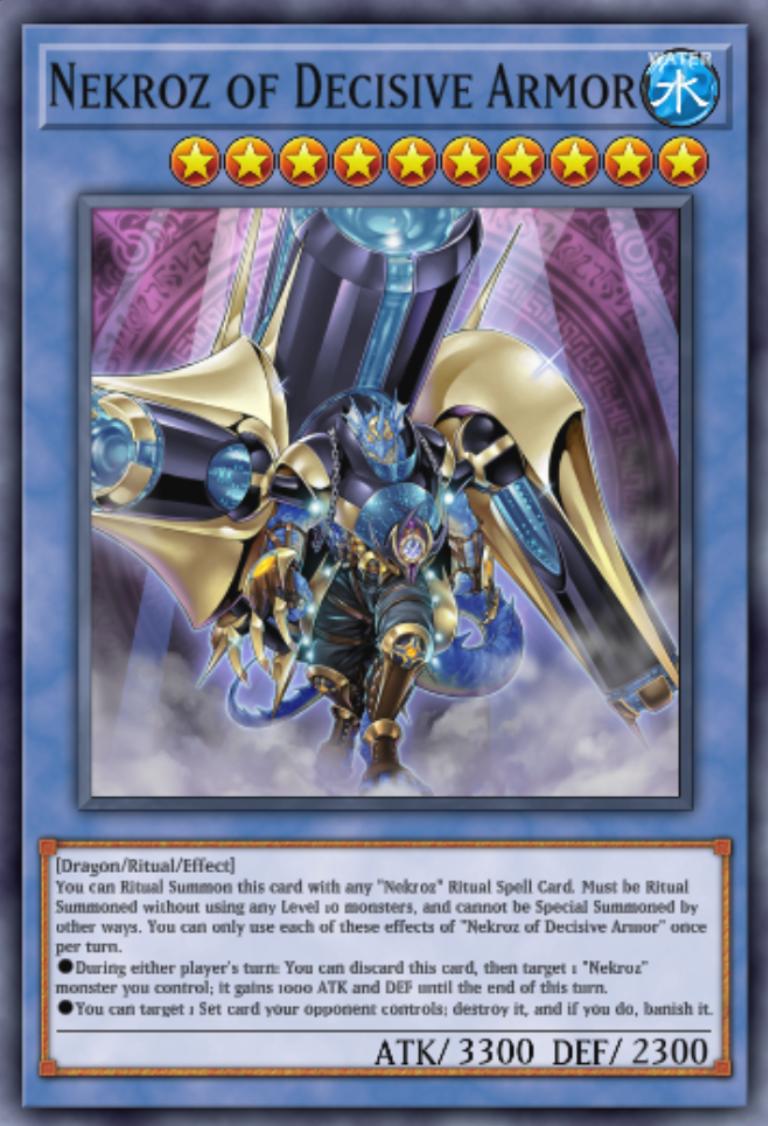 NEKROZ OF DECISIVE ARMOR
WATER
水
[Dragon/Ritual/Effect]
You can Ritual Summon this card with any "Nekroz" Ritual Spell Card. Must be Ritual
Summoned without using any Level 10 monsters, and cannot be Special Summoned by
other ways. You can only use each of these effects of "Nekroz of Decisive Armor" once
per turn.
●During either player's turn: You can discard this card, then target 1 "Nekroz"
monster you control; it gains 1000 ATK and DEF until the end of this turn.
●You can target 1 Set card your opponent controls; destroy it, and if you do, banish it.
ATK/ 3300 DEF/ 2300